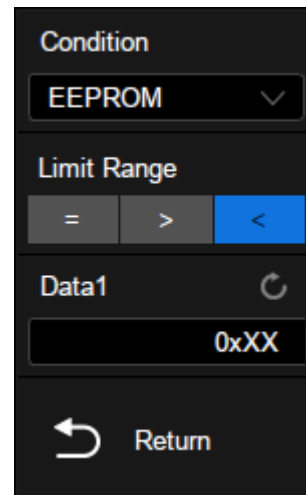 Condition
EEPROM
Limit Range
= > <
Data1
0xXX
Return